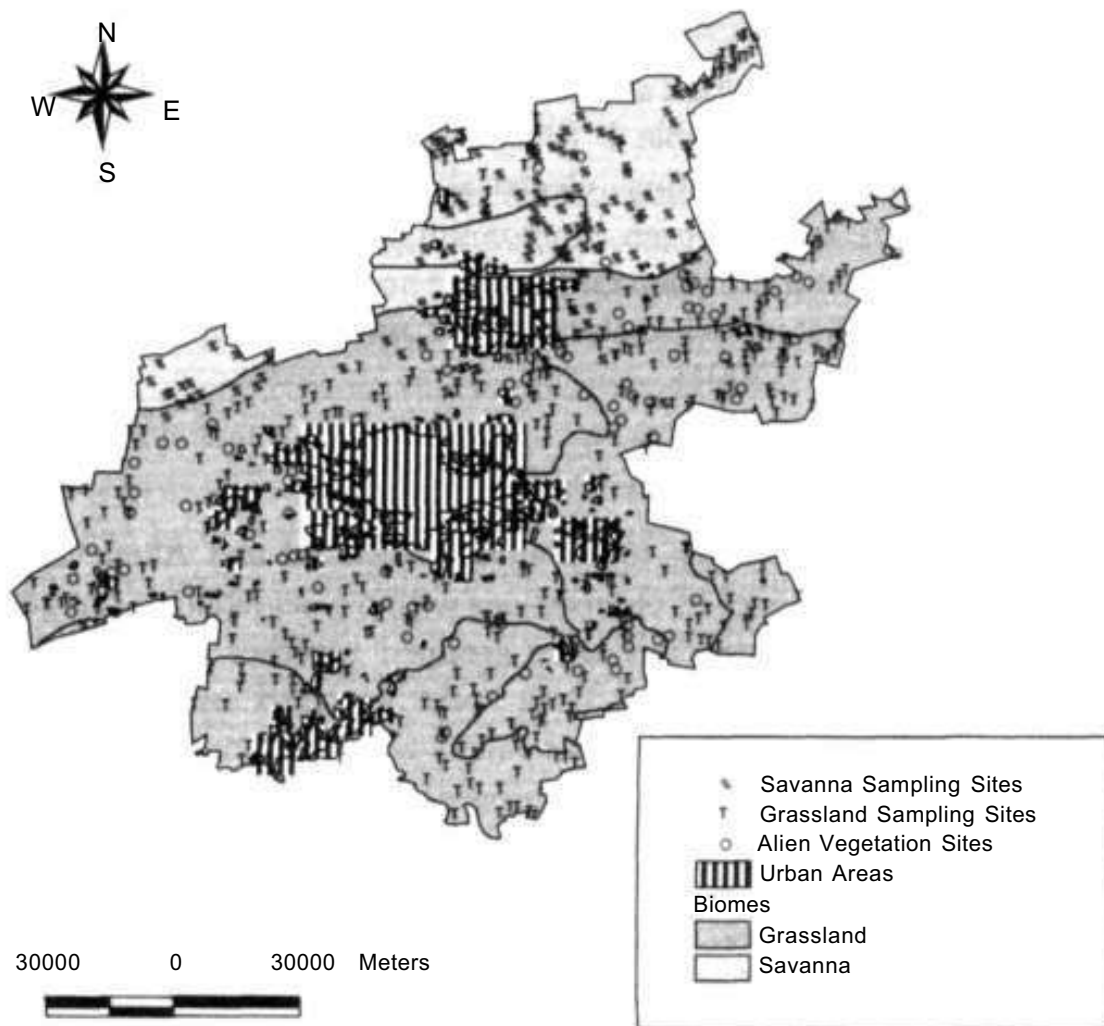 N
W E
S
Savanna Sampling Sites
Grassland Sampling Sites
Alien Vegetation Sites
Urban Areas
Biomes
Grassland
Savanna
30000 0 30000 Meters